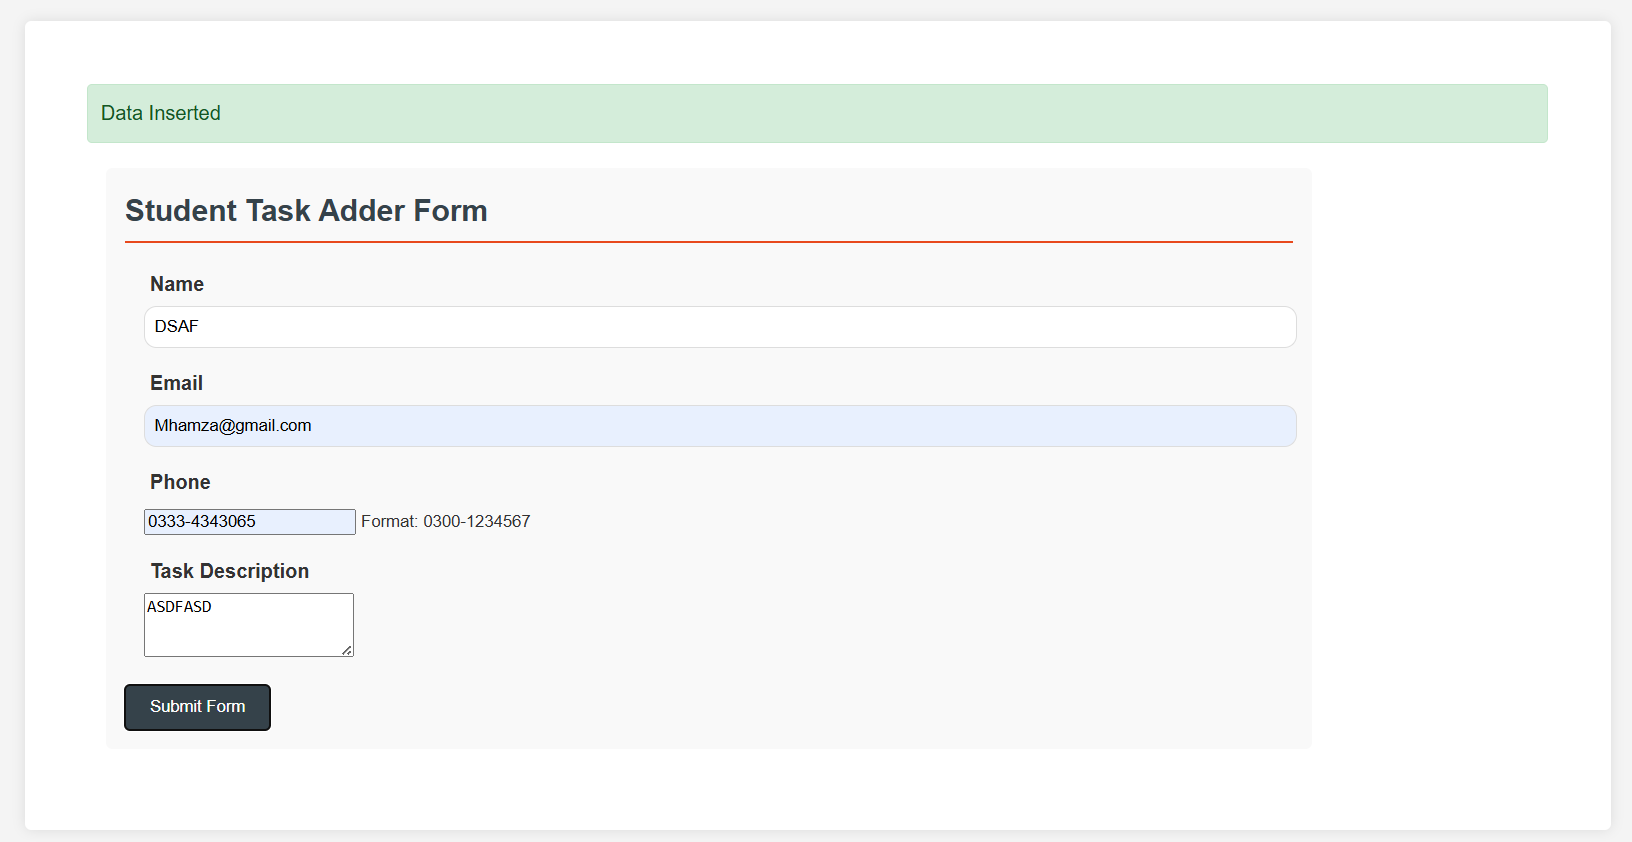 Data Inserted
Student Task Adder Form
Name
DSAF
Email
Mhamza@gmail.com
Phone
0333-4343065 Format: 0300-1234567
Task Description
ASDFASD
Submit Form